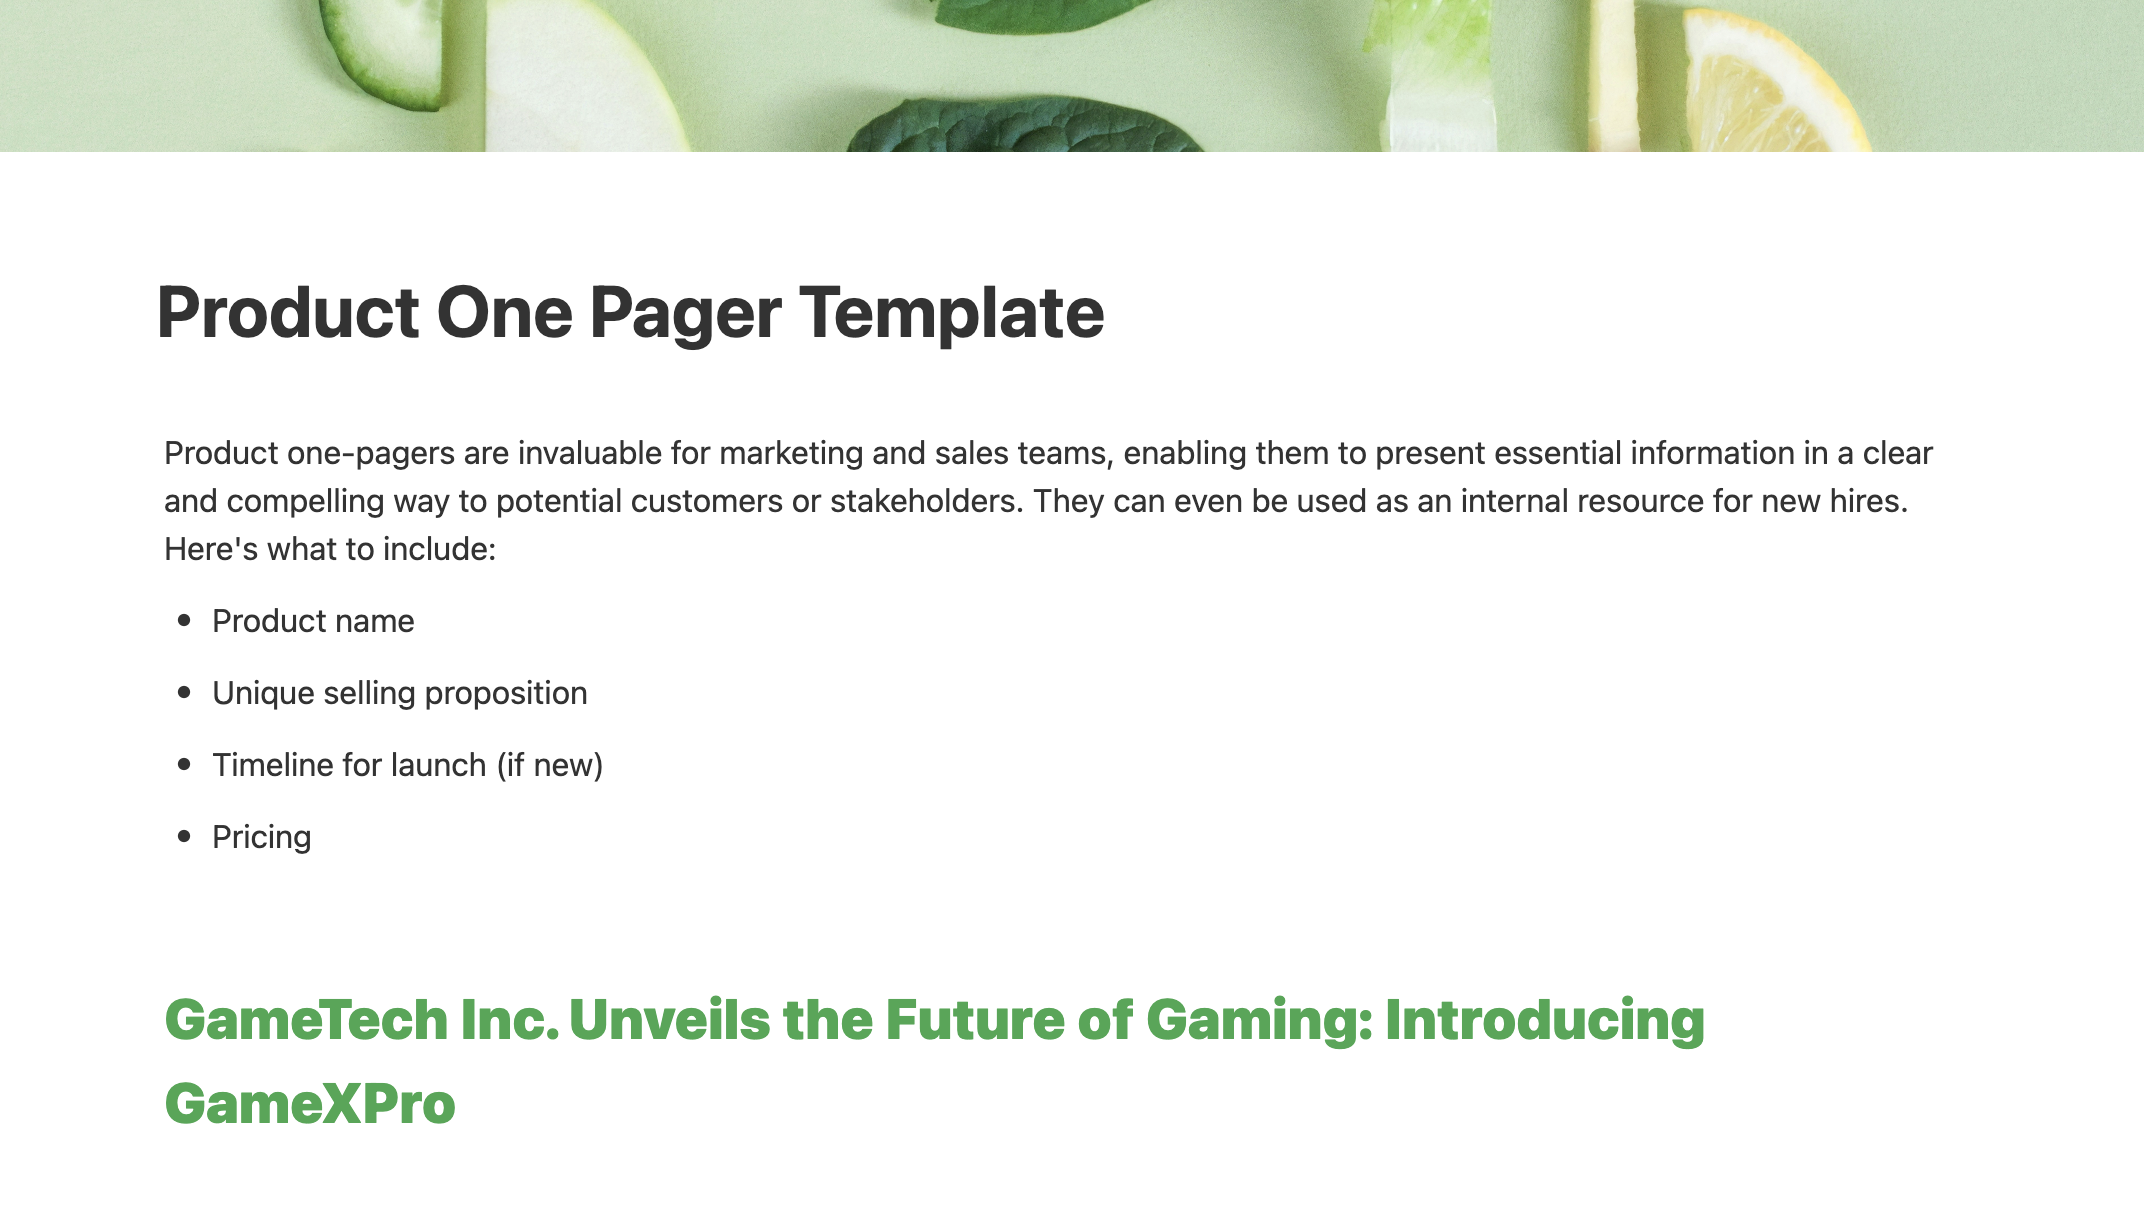 Product One Pager Template
Product one-pagers are invaluable for marketing and sales teams, enabling them to present essential information in a clear
and compelling way to potential customers or stakeholders. They can even be used as an internal resource for new hires.
Here's what to include:
• Product name
• Unique selling proposition
• Timeline for launch (if new)
• Pricing
GameTech Inc. Unveils the Future of Gaming: Introducing
GameXPro